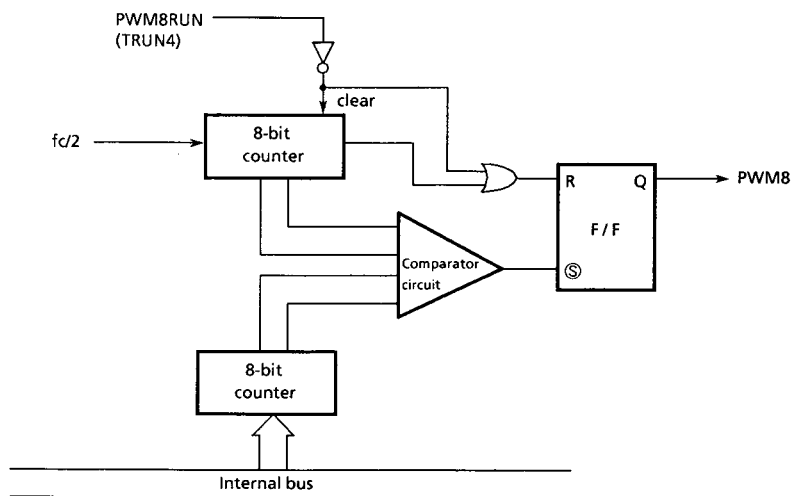 PWM8RUN
(TRUN4)
clear
fc/2
8-bit
counter
R
Q
PWM8
F/F
Comparator
circuit
S
8-bit
counter
Internal bus